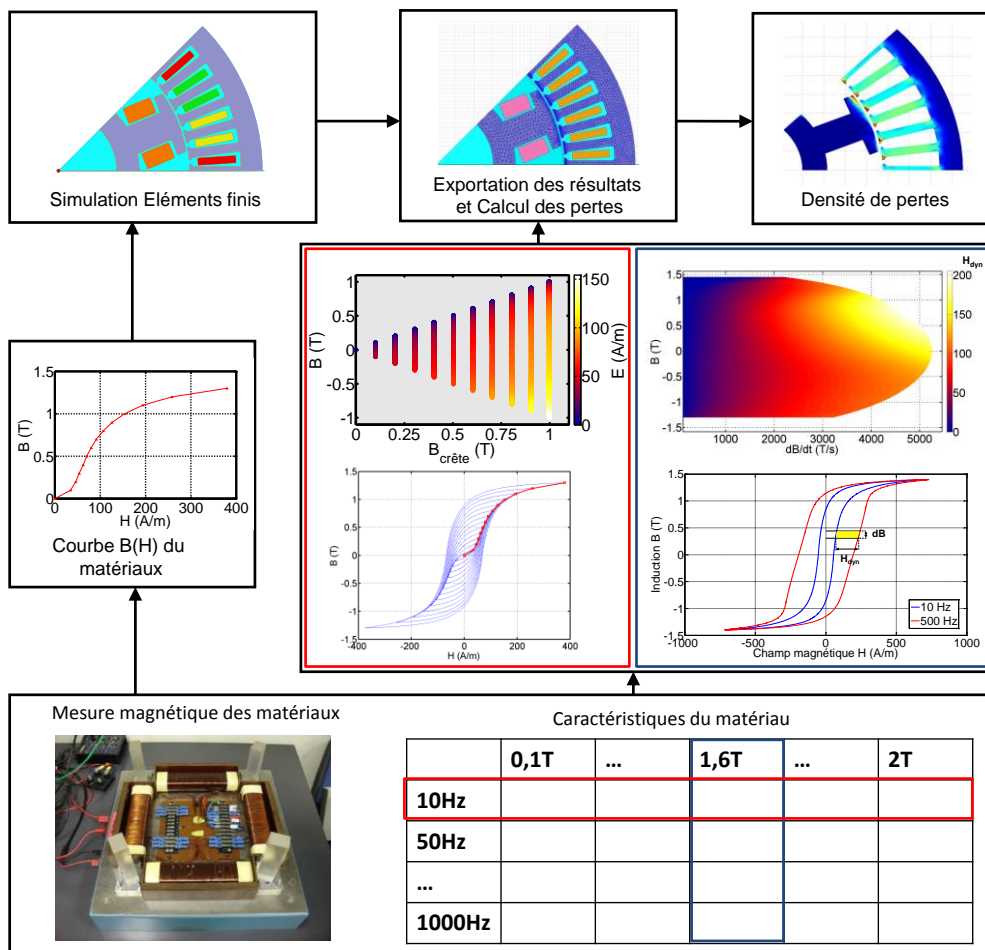 Simulation Eléments finis
Exportation des résultats
et Calcul des pertes
Densité de pertes
B (T)
1
0.5
0
-0.5
-1
0 0.25 0.5 0.75 1
B_crête (T)
150
100
50
0
E (A/m)
H_dyn
B (T)
1.5
1
0.5
0
-0.5
-1
-1.5
1000 2000 3000 4000 5000
dB/dt (T/s)
200
150
100
50
0
B (T)
1.5
1
0.5
0
0 100 200 300 400
H (A/m)
Courbe B(H) du
matériaux
B (T)
1.5
1
0.5
0
-0.5
-1
-1.5
-400 -200 0 200 400
H (A/m)
Induction B (T)
1.5
1
0.5
0
-0.5
-1
-1.5
dB
H_dyn
10 Hz
500 Hz
-1000 -500 0 500 1000
Champ magnétique H (A/m)
Mesure magnétique des matériaux
Caractéristiques du matériau
0,1T ... 1,6T ... 2T
10Hz
50Hz
...
1000Hz